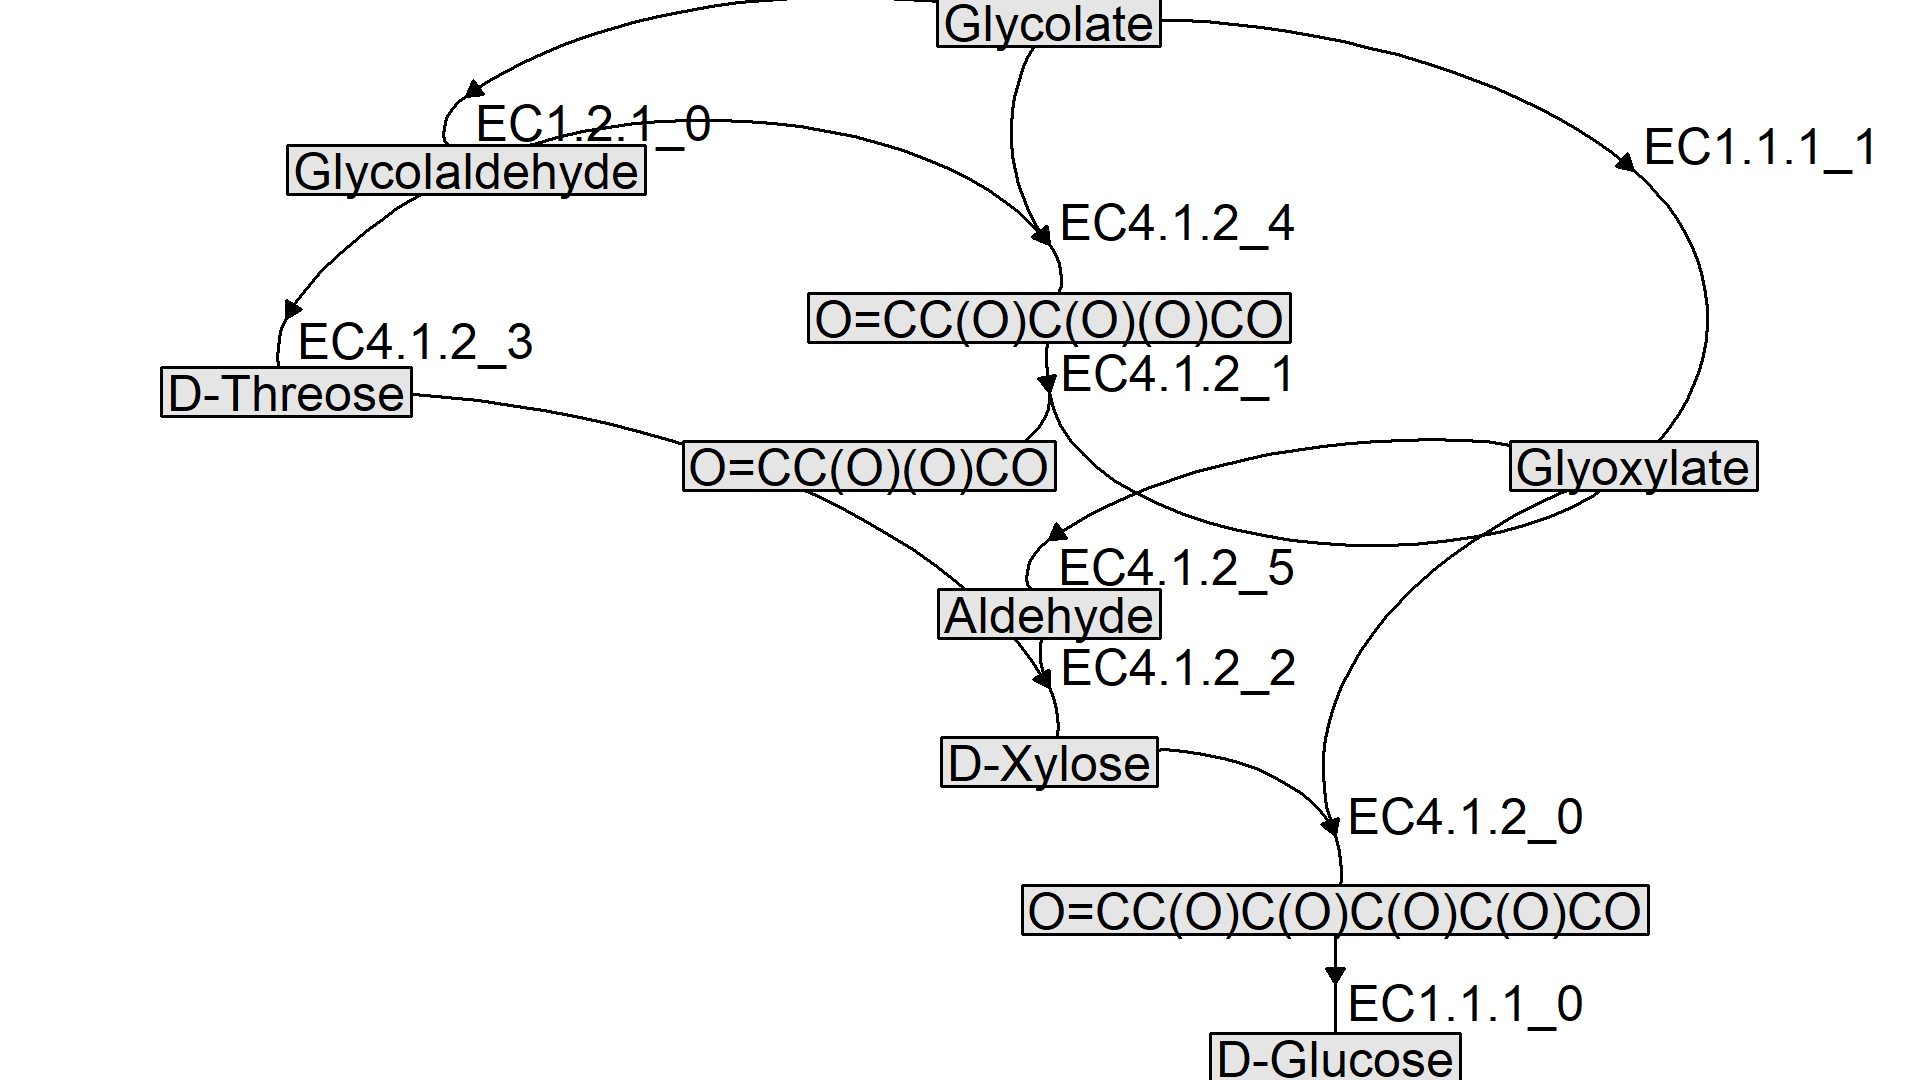 Glycolate
EC1.2.1_0
EC1.1.1_1
Glycolaldehyde
EC4.1.2_4
O=CC(O)C(O)(O)CO
EC4.1.2_3
EC4.1.2_1
D-Threose
O=CC(O)(O)CO
Glyoxylate
EC4.1.2_5
Aldehyde
EC4.1.2_2
D-Xylose
EC4.1.2_0
O=CC(O)C(O)C(O)C(O)CO
EC1.1.1_0
D-Glucose